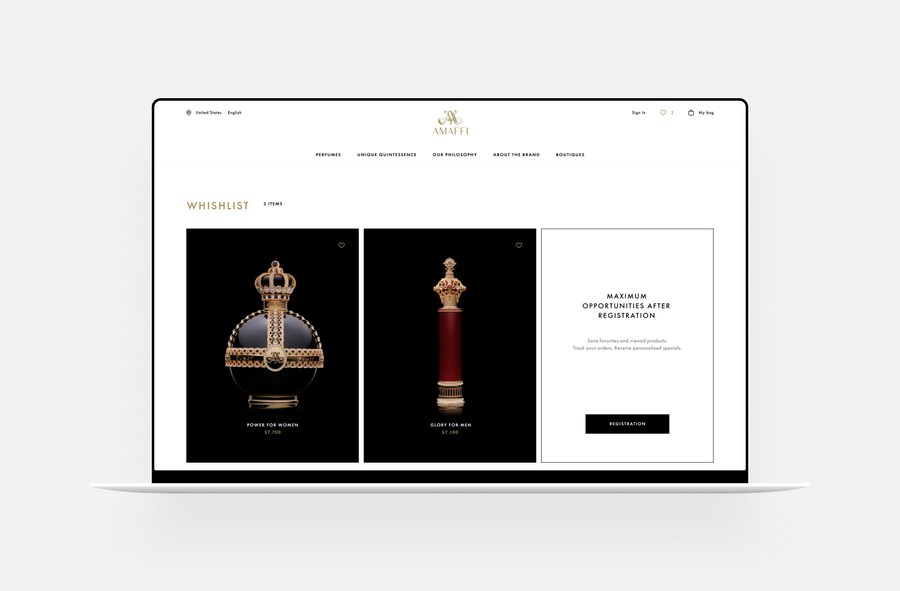 United States English
AMAFFI
Sign In 2 My bag
PERFUMES UNIQUE QUINTESSENCE OUR PHILOSOPHY ABOUT THE BRAND BOUTIQUES
WHISHLIST 2 ITEMS
POWER FOR WOMEN
$7,700
GLORY FOR MEN
$7,100
MAXIMUM
OPPORTUNITIES AFTER
REGISTRATION
Save favorites and viewed products.
Track your orders. Receive personalized specials.
REGISTRATION